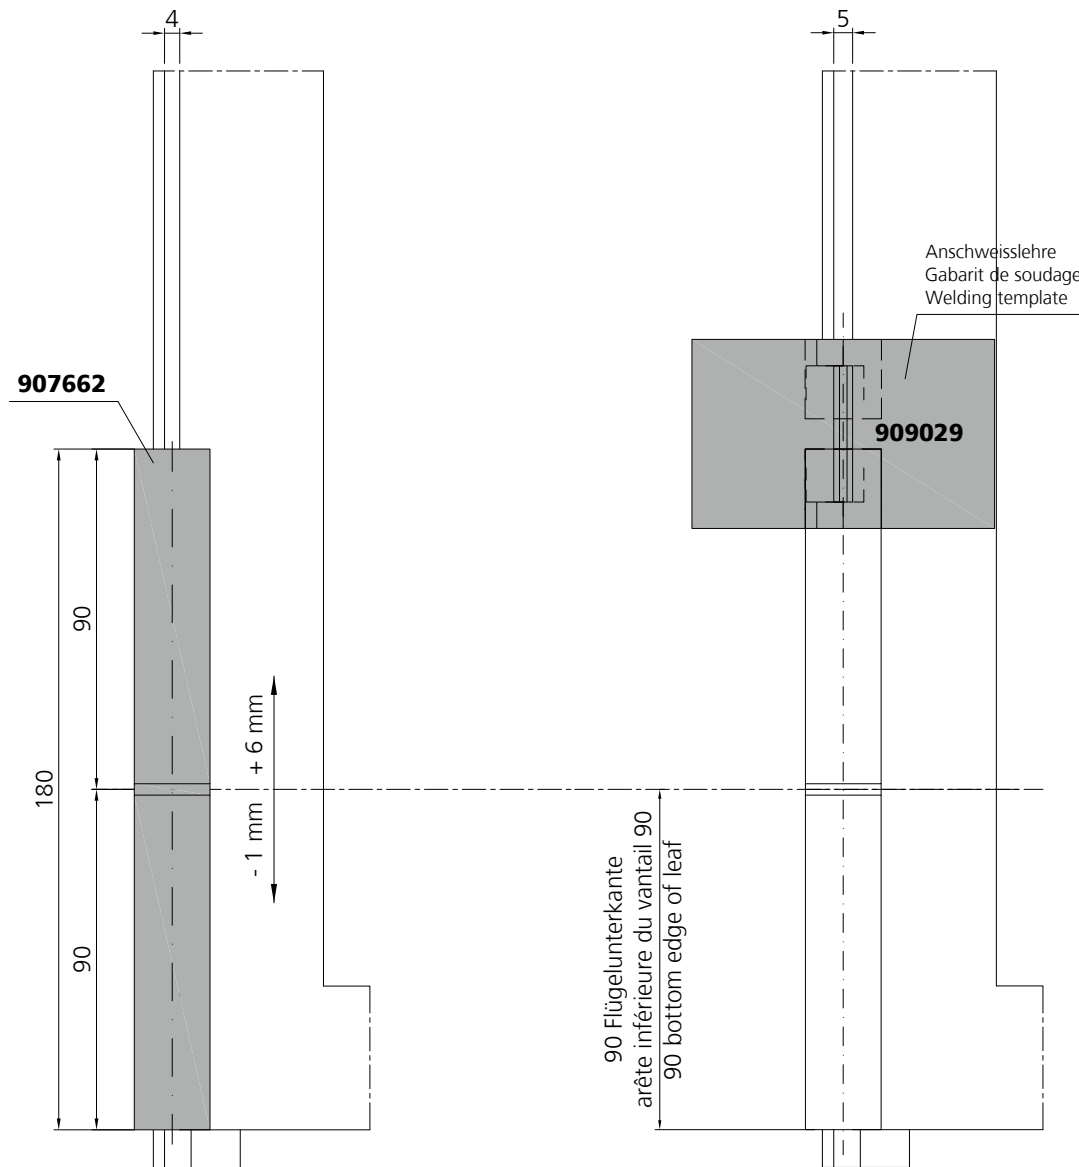 4
5
Anschweisslehre
Gabarit de soudage
Welding template
907662
909029
90
180
- 1 mm + 6 mm
90
90 Flügelunterkante
arête inférieure du vantail 90
90 bottom edge of leaf